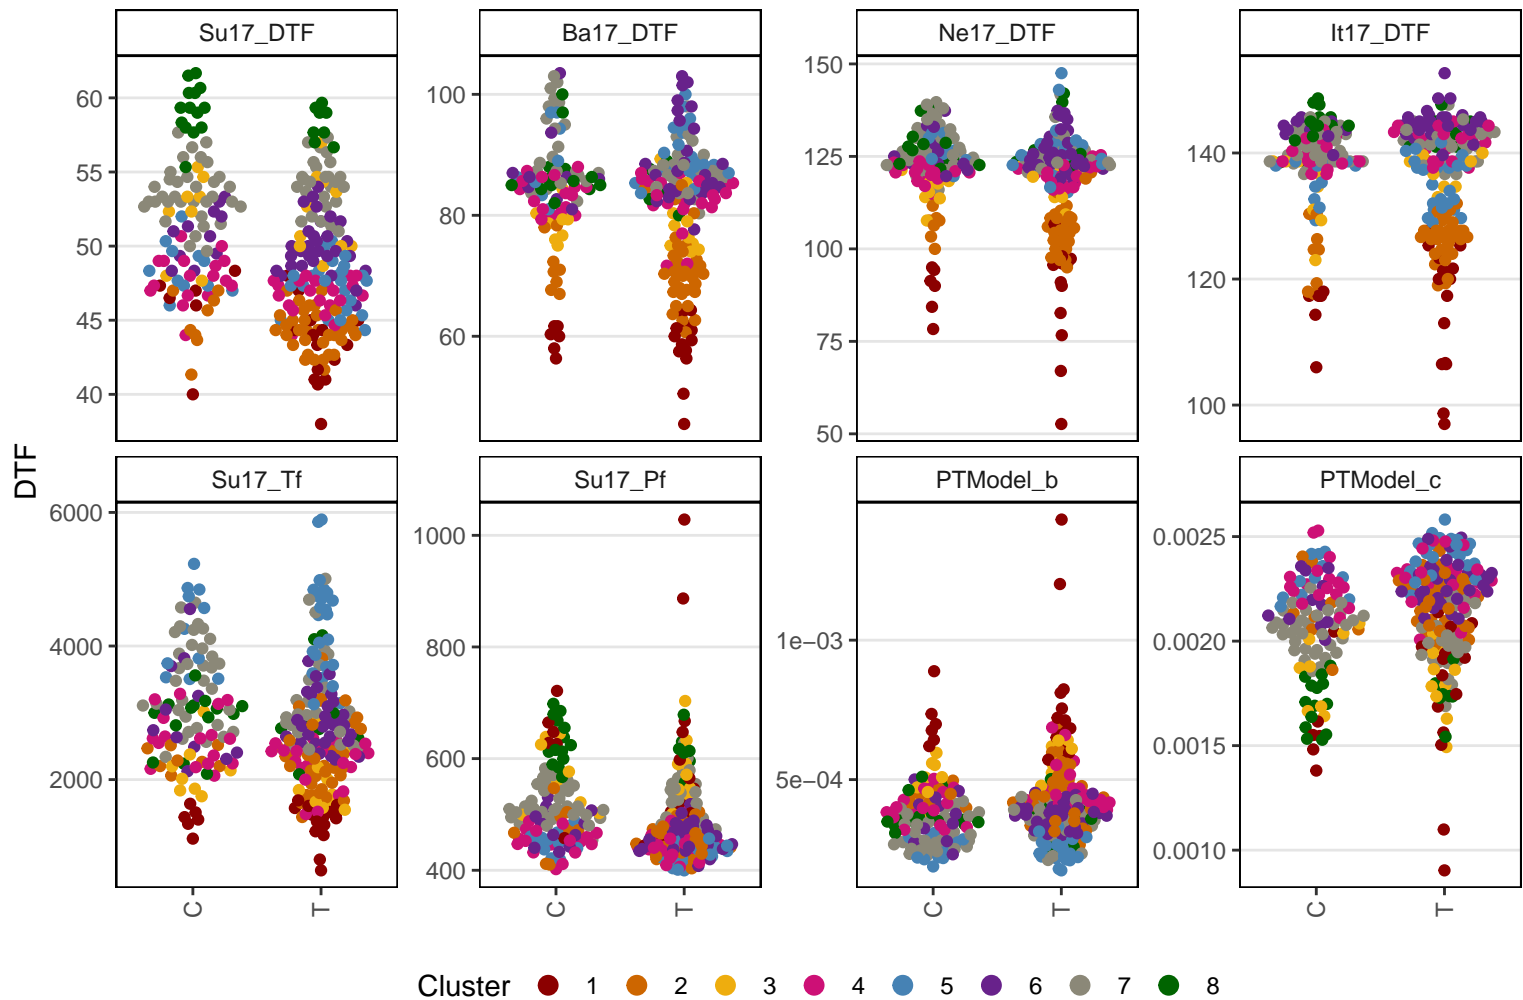 Su17_DTF Ba17_DTF Ne17_DTF It17_DTF
60 100 150 140
55 80 125 120
50 60 100 100
45 75
40 50
DTF
Su17_Tf Su17_Pf PTModel_b PTModel_c
6000 1000 1e−03 0.0025
4000 800 5e−04 0.0020
2000 600 0.0015
400 0.0010
C T C T C T C T
Cluster 1 2 3 4 5 6 7 8